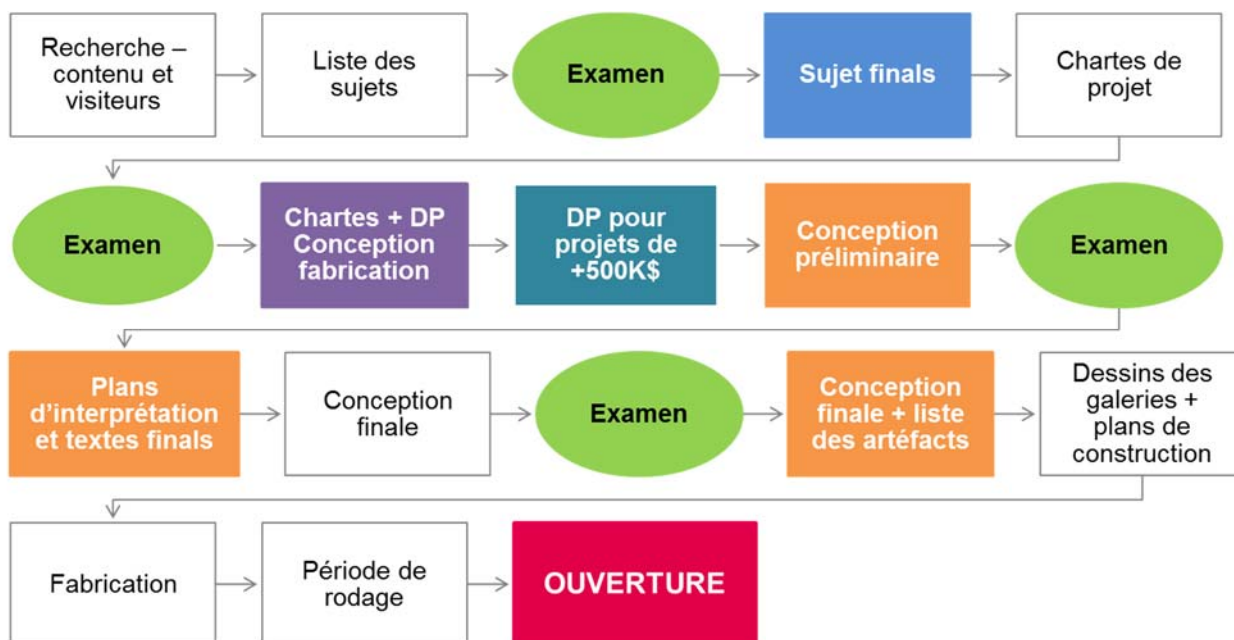 Recherche –
contenu et
visiteurs
Liste des
sujets
Examen
Sujet finals
Chartes de
projet
Examen
Chartes + DP
Conception
fabrication
DP pour
projets de
+500K$
Conception
préliminaire
Examen
Plans
d'interprétation
et textes finals
Conception
finale
Examen
Conception
finale + liste
des artéfacts
Dessins des
galeries +
plans de
construction
Fabrication
Période de
rodage
OUVERTURE